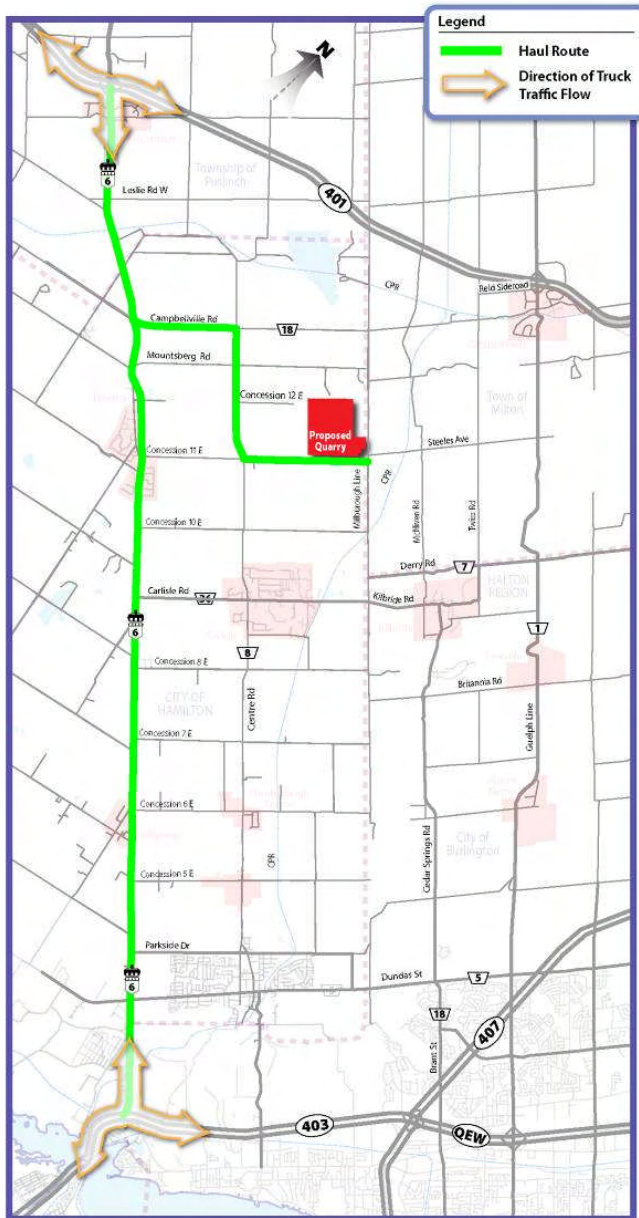 Legend
Haul Route
Direction of Truck
Traffic Flow
N
6
Leslie Rd W
Township of
Puslinch
401
CPR
Relo Sideroad
Campbellville Rd
18
Mountsberg Rd
Town of
Milton
Concession 12 E
Proposed
Quarry
Concession 11 E
Steeles Ave
Milborough Line
CPR
McNiven Rd
Twiss Rd
Concession 10 E
Derry Rd
7
HALTON
REGION
Carlisle Rd
36
Kilbride Rd
6
8
1
Concession 8 E
Centre Rd
CITY OF
HAMILTON
Britannia Rd
Guelph Line
Concession 7 E
Concession 6 E
Cedar Springs Rd
City of
Burlington
CPR
Concession 5 E
Parkside Dr
6
Dundas St
5
18
407
Brant St
403
QEW